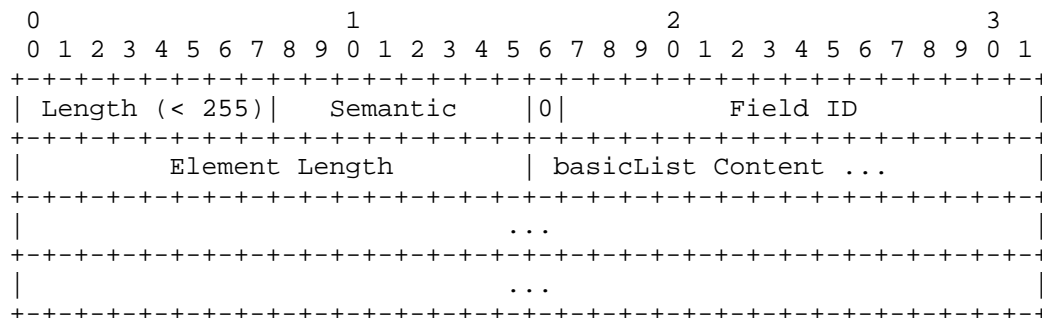 0                   1                   2                   3
 0 1 2 3 4 5 6 7 8 9 0 1 2 3 4 5 6 7 8 9 0 1 2 3 4 5 6 7 8 9 0 1
+-+-+-+-+-+-+-+-+-+-+-+-+-+-+-+-+-+-+-+-+-+-+-+-+-+-+-+-+-+-+-+-+
| Length (< 255)|   Semantic    |0|          Field ID           |
+-+-+-+-+-+-+-+-+-+-+-+-+-+-+-+-+-+-+-+-+-+-+-+-+-+-+-+-+-+-+-+-+
|         Element Length        | basicList Content ...         |
+-+-+-+-+-+-+-+-+-+-+-+-+-+-+-+-+-+-+-+-+-+-+-+-+-+-+-+-+-+-+-+-+
|                              ...                              |
+-+-+-+-+-+-+-+-+-+-+-+-+-+-+-+-+-+-+-+-+-+-+-+-+-+-+-+-+-+-+-+-+
|                              ...                              |
+-+-+-+-+-+-+-+-+-+-+-+-+-+-+-+-+-+-+-+-+-+-+-+-+-+-+-+-+-+-+-+-+